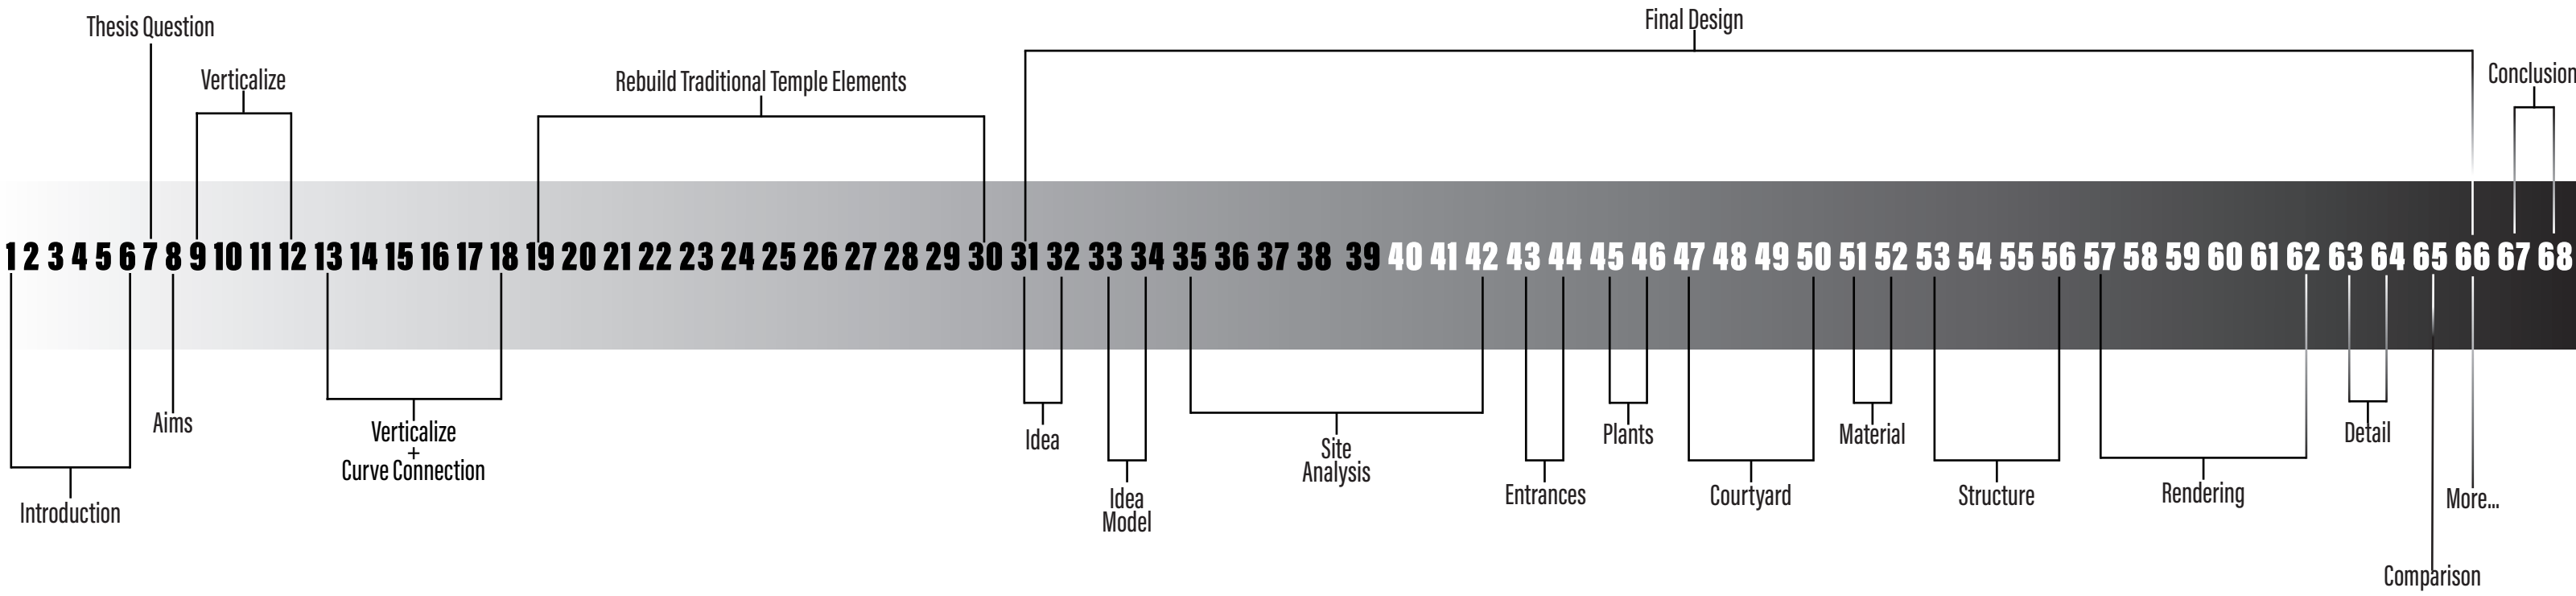 Thesis Question
Final Design
Verticalize
Rebuild Traditional Temple Elements
Conclusion
1 2 3 4 5 6 7 8 9 10 11 12 13 14 15 16 17 18 19 20 21 22 23 24 25 26 27 28 29 30 31 32 33 34 35 36 37 38 39 40 41 42 43 44 45 46 47 48 49 50 51 52 53 54 55 56 57 58 59 60 61 62 63 64 65 66 67 68
Introduction
Aims
Verticalize
+
Curve Connection
Idea
Idea
Model
Site
Analysis
Entrances
Plants
Courtyard
Material
Structure
Rendering
Detail
Comparison
More...